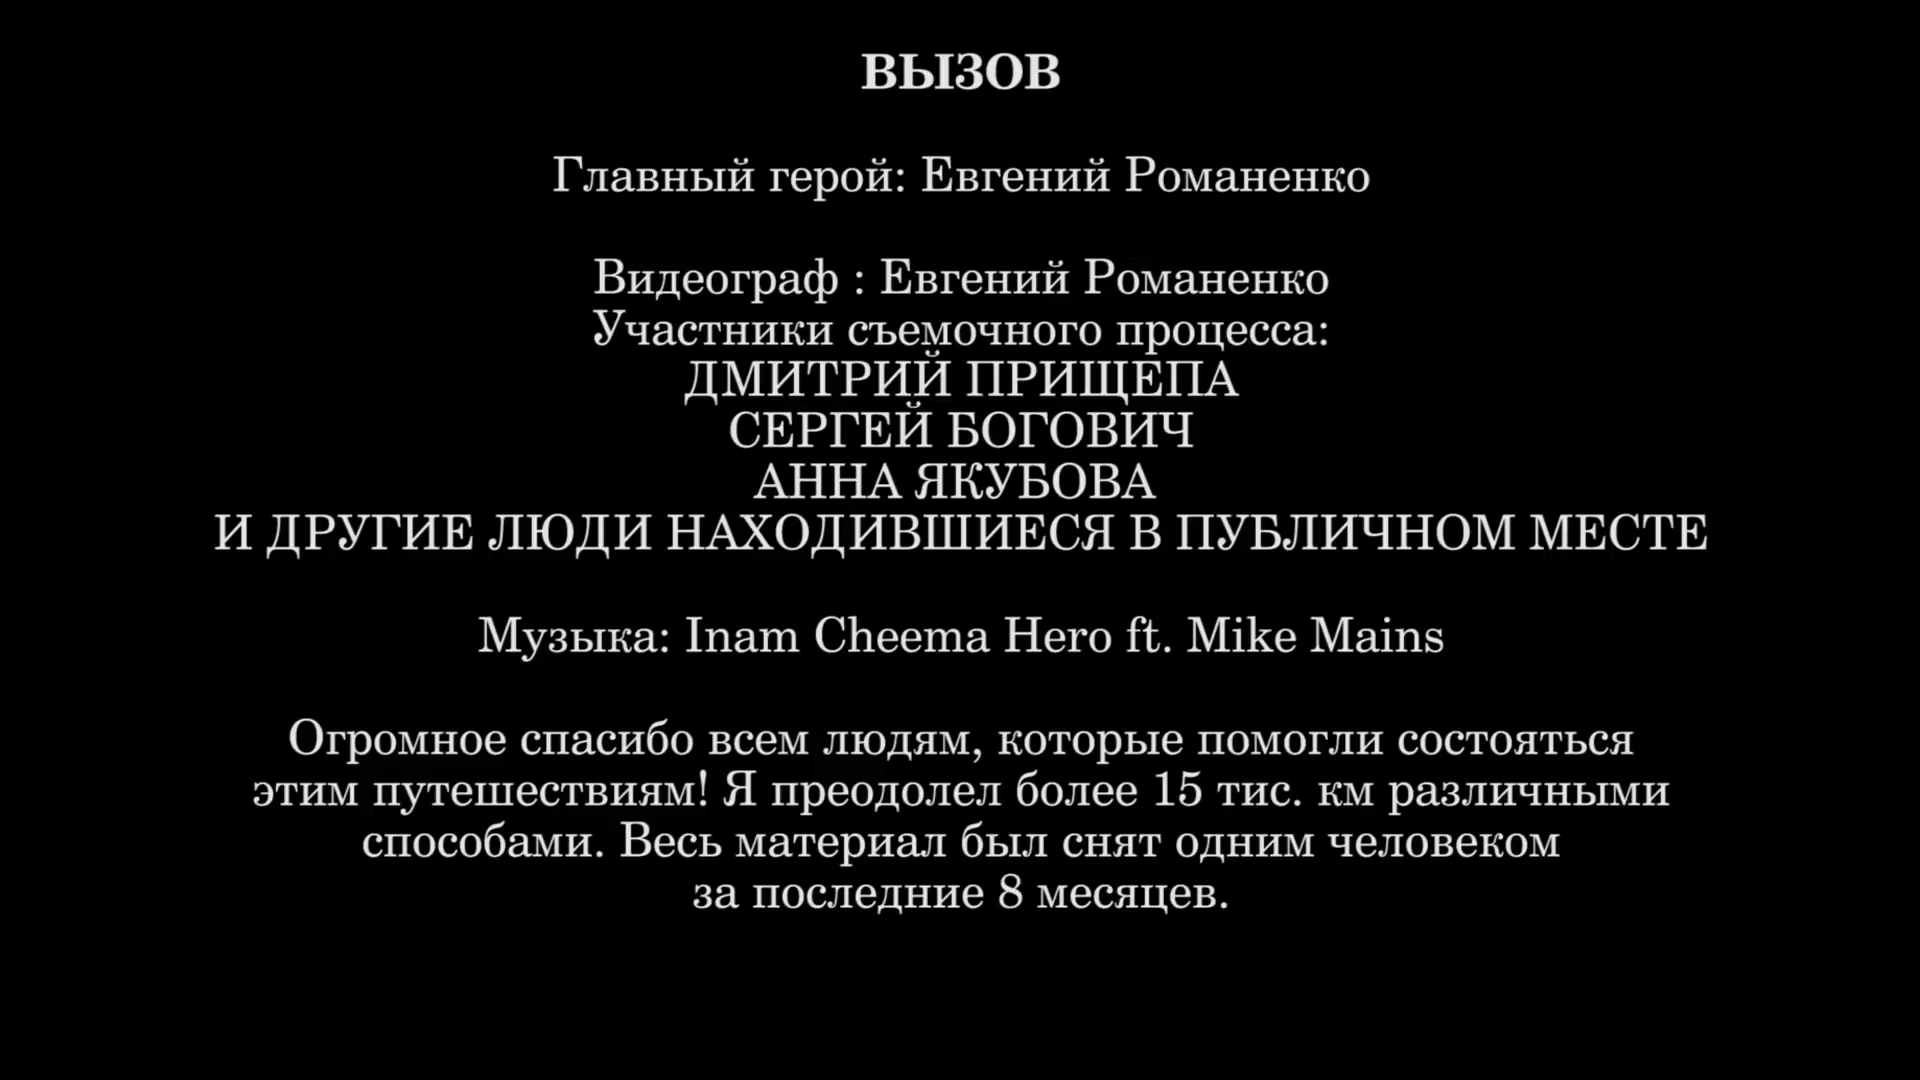 ВЫЗОВ
Главный герой: Евгений Романенко
Видеограф : Евгений Романенко
Участники съемочного процесса:
ДМИТРИЙ ПРИЩЕПА
СЕРГЕЙ БОГОВИЧ
АННА ЯКУБОВА
И ДРУГИЕ ЛЮДИ НАХОДИВШИЕСЯ В ПУБЛИЧНОМ МЕСТЕ
Музыка: Inam Cheema Hero ft. Mike Mains
Огромное спасибо всем людям, которые помогли состояться
этим путешествиям! Я преодолел более 15 тис. км различными
способами. Весь материал был снят одним человеком
за последние 8 месяцев.